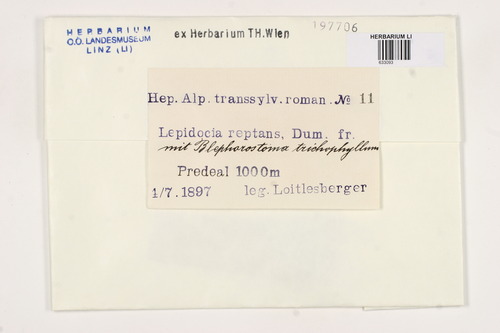 HERBARIUM
O.Ö. LANDESMUSEUM
LINZ (LI)
ex Herbarium TH.Wien
197706
HERBARIUM LI
Hep. Alp. transsylv. roman. № 11
Lepidocia reptans, Dum. fr.
mit Blepharostoma trichophyllum
Predeal 1000m
1/7.1897 leg. Loitlesberger